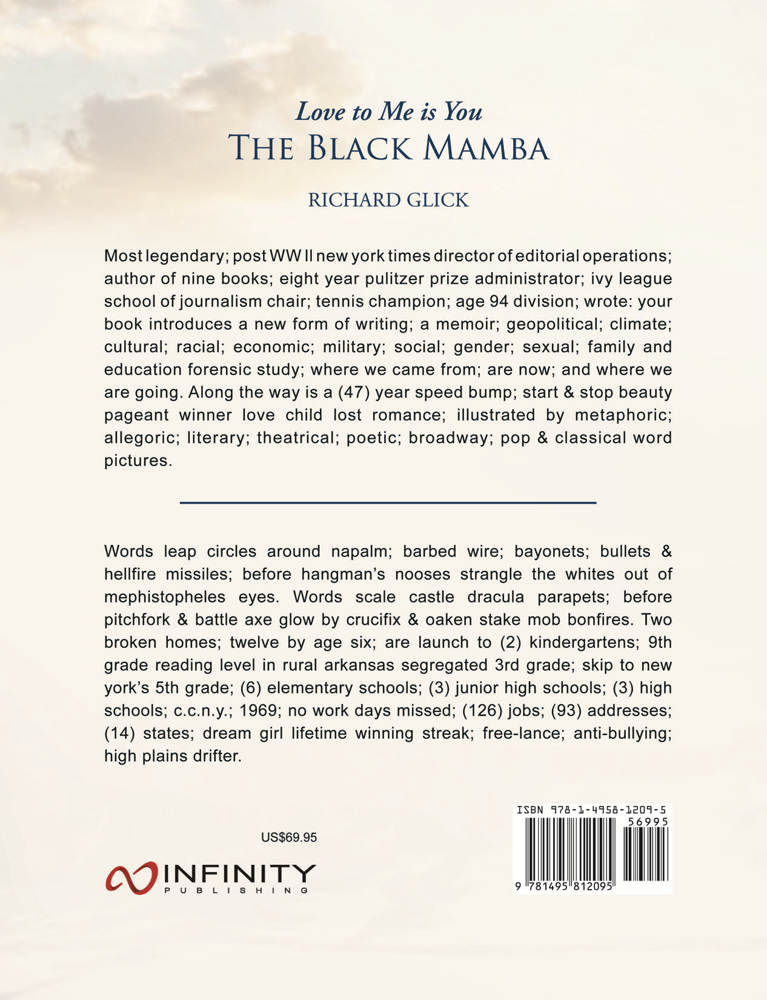 Love to Me is You
THE BLACK MAMBA
RICHARD GLICK
Most legendary; post WW II new york times director of editorial operations;
author of nine books; eight year pulitzer prize administrator; ivy league
school of journalism chair; tennis champion; age 94 division; wrote: your
book introduces a new form of writing; a memoir; geopolitical; climate;
cultural; racial; economic; military; social; gender; sexual; family and
education forensic study; where we came from; are now; and where we
are going. Along the way is a (47) year speed bump; start & stop beauty
pageant winner love child lost romance; illustrated by metaphoric;
allegoric; literary; theatrical; poetic; broadway; pop & classical word
pictures.
Words leap circles around napalm; barbed wire; bayonets; bullets &
hellfire missiles; before hangman's nooses strangle the whites out of
mephistopheles eyes. Words scale castle dracula parapets; before
pitchfork & battle axe glow by crucifix & oaken stake mob bonfires. Two
broken homes; twelve by age six; are launch to (2) kindergartens; 9th
grade reading level in rural arkansas segregated 3rd grade; skip to new
york's 5th grade; (6) elementary schools; (3) junior high schools; (3) high
schools; c.c.n.y.; 1969; no work days missed; (126) jobs; (93) addresses;
(14) states; dream girl lifetime winning streak; free-lance; anti-bullying;
high plains drifter.
US$69.95
INFINITY
PUBLISHING
ISBN 978-1-4958-1209-5
56995
9 781495 812095